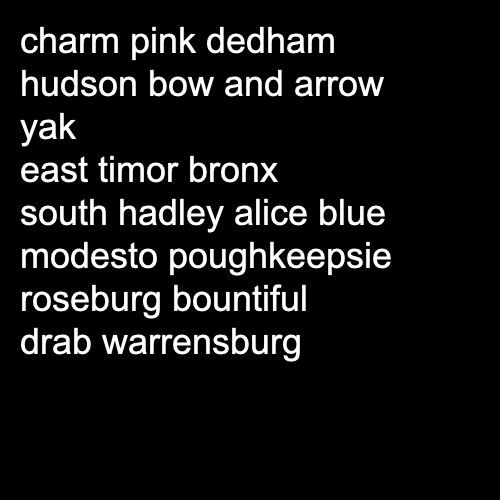 charm pink dedham
hudson bow and arrow
yak
east timor bronx
south hadley alice blue
modesto poughkeepsie
roseburg bountiful
drab warrensburg